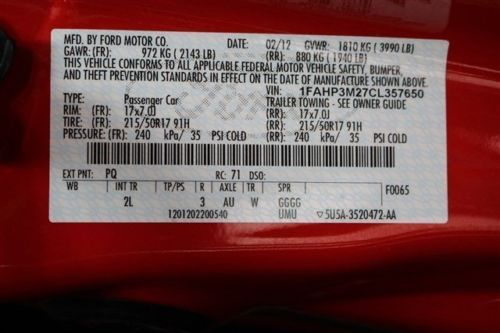 MFD. BY FORD MOTOR CO. DATE: 02/12 GVWR: 1810 KG ( 3990 LB)
GAWR: (FR): 972 KG ( 2143 LB) (RR): 880 KG ( 1940 LB)
THIS VEHICLE CONFORMS TO ALL APPLICABLE FEDERAL MOTOR VEHICLE SAFETY, BUMPER,
AND THEFT PREVENTION STANDARDS IN EFFECT ON THE DATE OF MANUFACTURE SHOWN ABOVE.
VIN: 1FAHP3M27CL357650
TYPE: Passenger Car TRAILER TOWING - SEE OWNER GUIDE
RIM: (FR): 17x7.0J (RR): 17x7.0J
TIRE: (FR): 215/50R17 91H (RR): 215/50R17 91H
PRESSURE: (FR): 240 kPa/ 35 PSI COLD (RR): 240 kPa/ 35 PSI COLD
EXT PNT: PQ RC: 71 DSO:
WB INT TR TP/PS R AXLE TR SPR F0065
2L 3 AU W GGGG
1201202200540 UMU 5U5A-3520472-AA